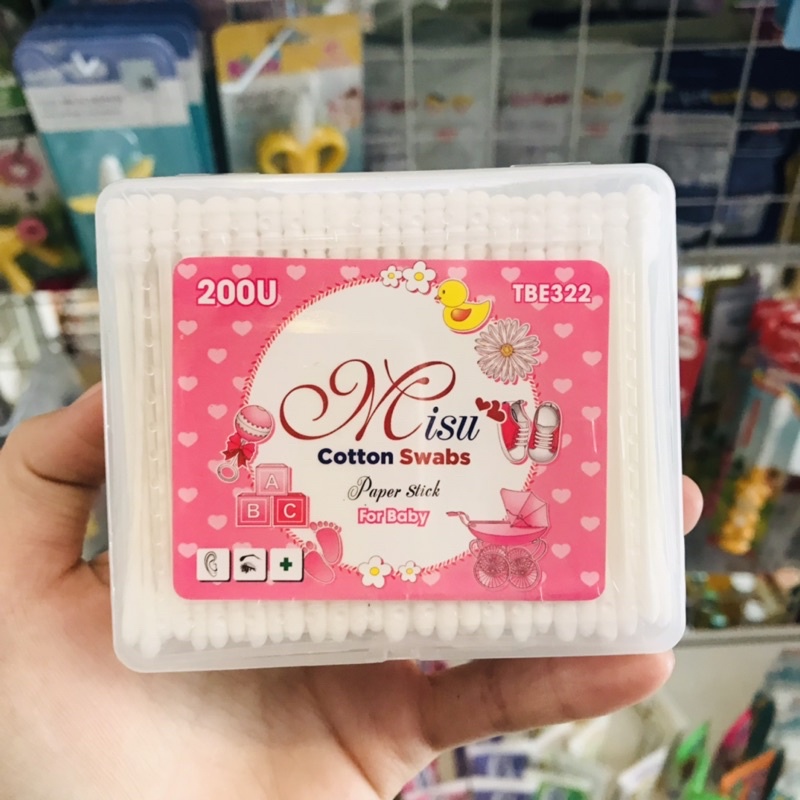 200U
TBE322
Misu
Cotton Swabs
Paper Stick
For Baby
A
B C